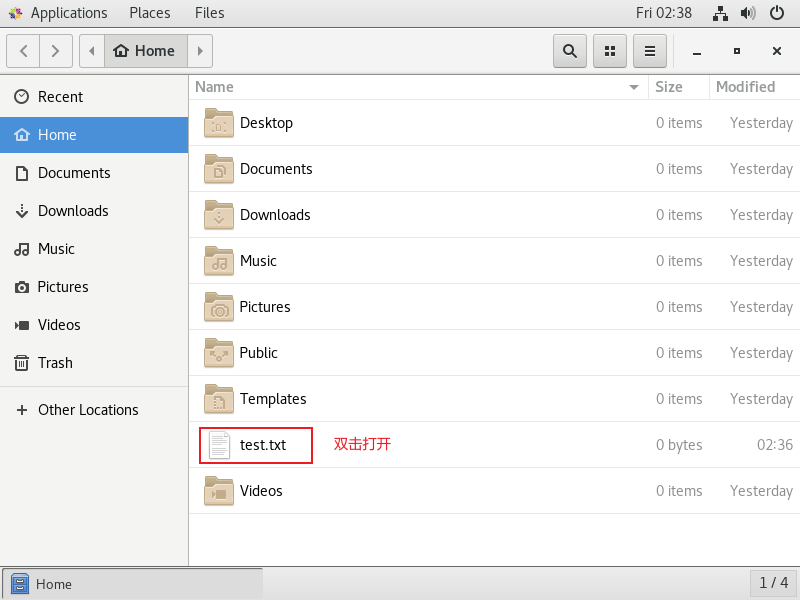 Applications Places Files Fri 02:38
Home
Name Size Modified
Recent
Home
Documents
Downloads
Music
Pictures
Videos
Trash
Other Locations
Desktop 0 items Yesterday
Documents 0 items Yesterday
Downloads 0 items Yesterday
Music 0 items Yesterday
Pictures 0 items Yesterday
Public 0 items Yesterday
Templates 0 items Yesterday
test.txt 双击打开 0 bytes 02:36
Videos 0 items Yesterday
Home 1 / 4